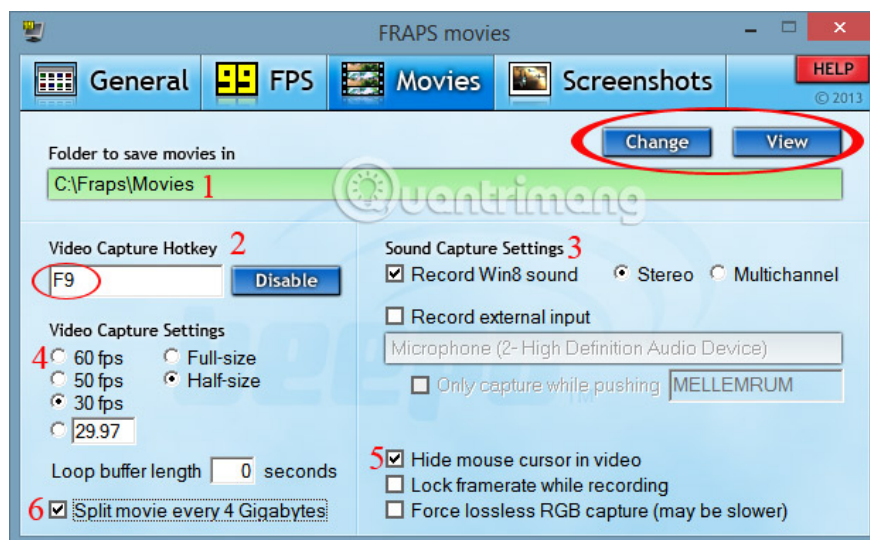 FRAPS movies
General
FPS
Movies
Screenshots
HELP
© 2013
Change
View
Folder to save movies in
C:\Fraps\Movies 1
Quantrimang
Video Capture Hotkey 2
F9
Disable
Sound Capture Settings 3
Record Win8 sound
Stereo
Multichannel
Record external input
Microphone (2- High Definition Audio Device)
Only capture while pushing MELLEMRUM
Video Capture Settings
4 60 fps
Full-size
50 fps
Half-size
30 fps
29.97
Loop buffer length 0 seconds
5 Hide mouse cursor in video
Lock framerate while recording
6 Split movie every 4 Gigabytes
Force lossless RGB capture (may be slower)